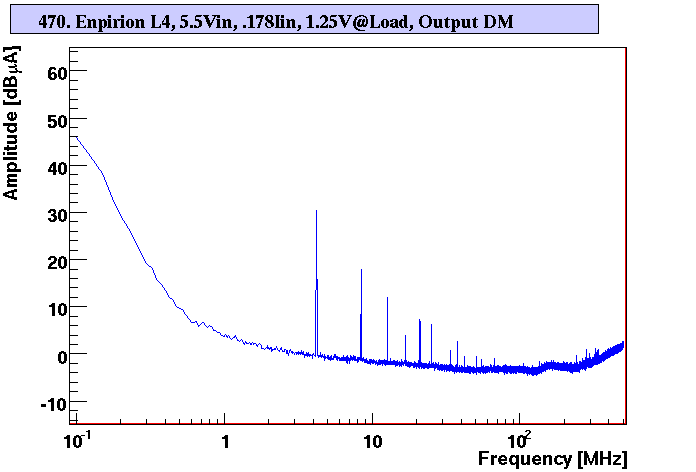 470. Enpirion L4, 5.5Vin, .178Iin, 1.25V@Load, Output DM
Amplitude [dBμA]
60
50
40
30
20
10
0
-10
10⁻¹ 1 10 10²
Frequency [MHz]